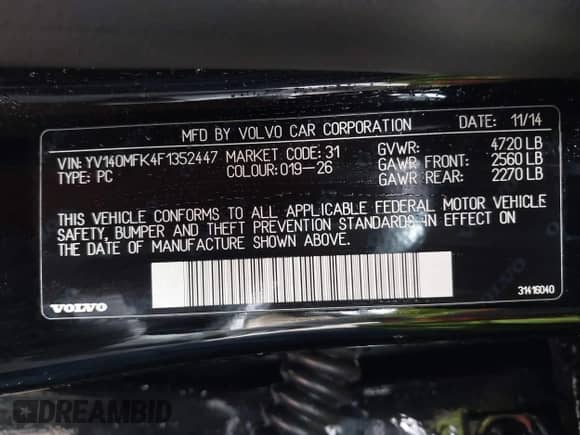 MFD BY VOLVO CAR CORPORATION DATE: 11/14
VIN: YV140MFK4F1352447 MARKET CODE: 31 GVWR: 4720 LB
TYPE: PC COLOUR: 019-26 GAWR FRONT: 2560 LB
GAWR REAR: 2270 LB
THIS VEHICLE CONFORMS TO ALL APPLICABLE FEDERAL MOTOR VEHICLE
SAFETY, BUMPER AND THEFT PREVENTION STANDARDS IN EFFECT ON
THE DATE OF MANUFACTURE SHOWN ABOVE.
VOLVO 31416040
DREAMBID